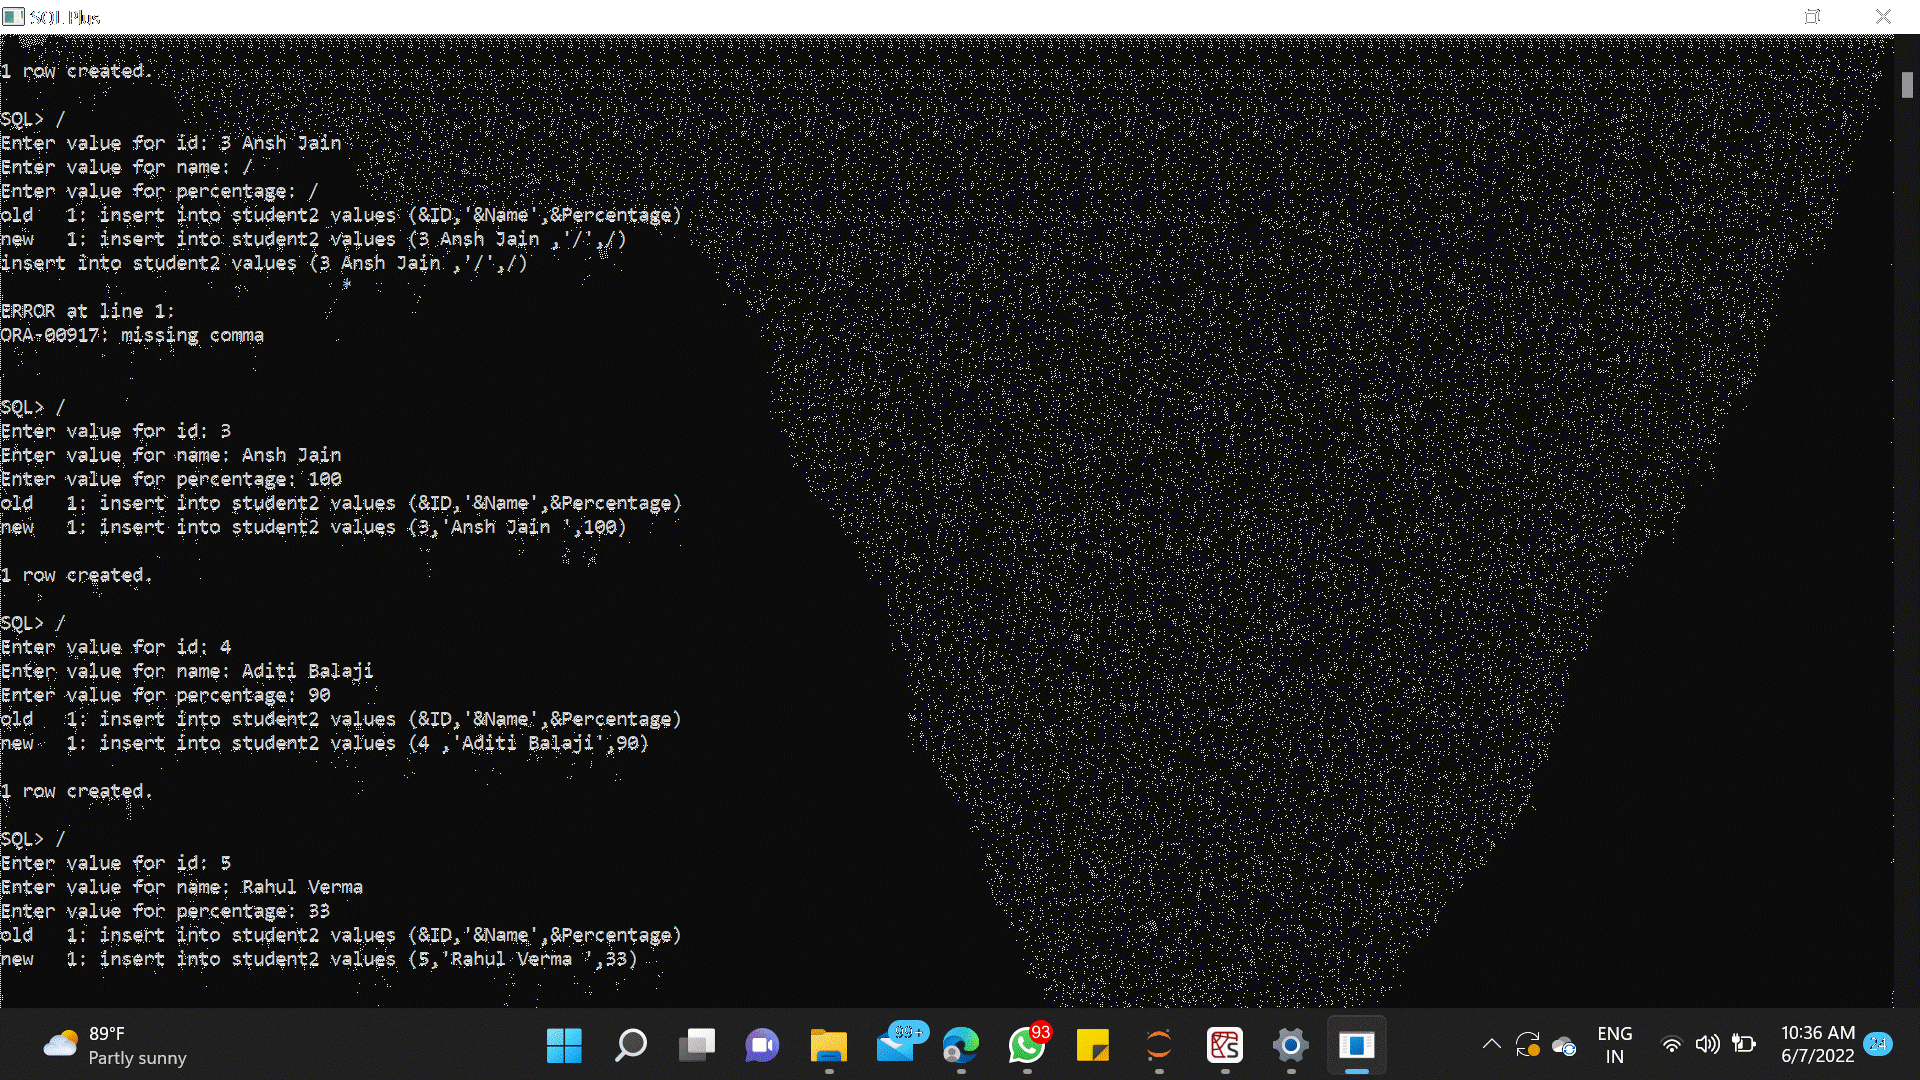 SQL Plus
1 row created.
SQL> /
Enter value for id: 3 Ansh Jain
Enter value for name: /
Enter value for percentage: /
old   1: insert into student2 values (&ID,'&Name',&Percentage)
new   1: insert into student2 values (3 Ansh Jain ,'/',/)
insert into student2 values (3 Ansh Jain ,'/',/)
*
ERROR at line 1:
ORA-00917: missing comma
SQL> /
Enter value for id: 3
Enter value for name: Ansh Jain
Enter value for percentage: 100
old   1: insert into student2 values (&ID,'&Name',&Percentage)
new   1: insert into student2 values (3,'Ansh Jain ',100)
1 row created.
SQL> /
Enter value for id: 4
Enter value for name: Aditi Balaji
Enter value for percentage: 90
old   1: insert into student2 values (&ID,'&Name',&Percentage)
new   1: insert into student2 values (4 ,'Aditi Balaji',90)
1 row created.
SQL> /
Enter value for id: 5
Enter value for name: Rahul Verma
Enter value for percentage: 33
old   1: insert into student2 values (&ID,'&Name',&Percentage)
new   1: insert into student2 values (5,'Rahul Verma ',33)
89°F
Partly sunny
99+
93
ENG
IN
10:36 AM
6/7/2022
24